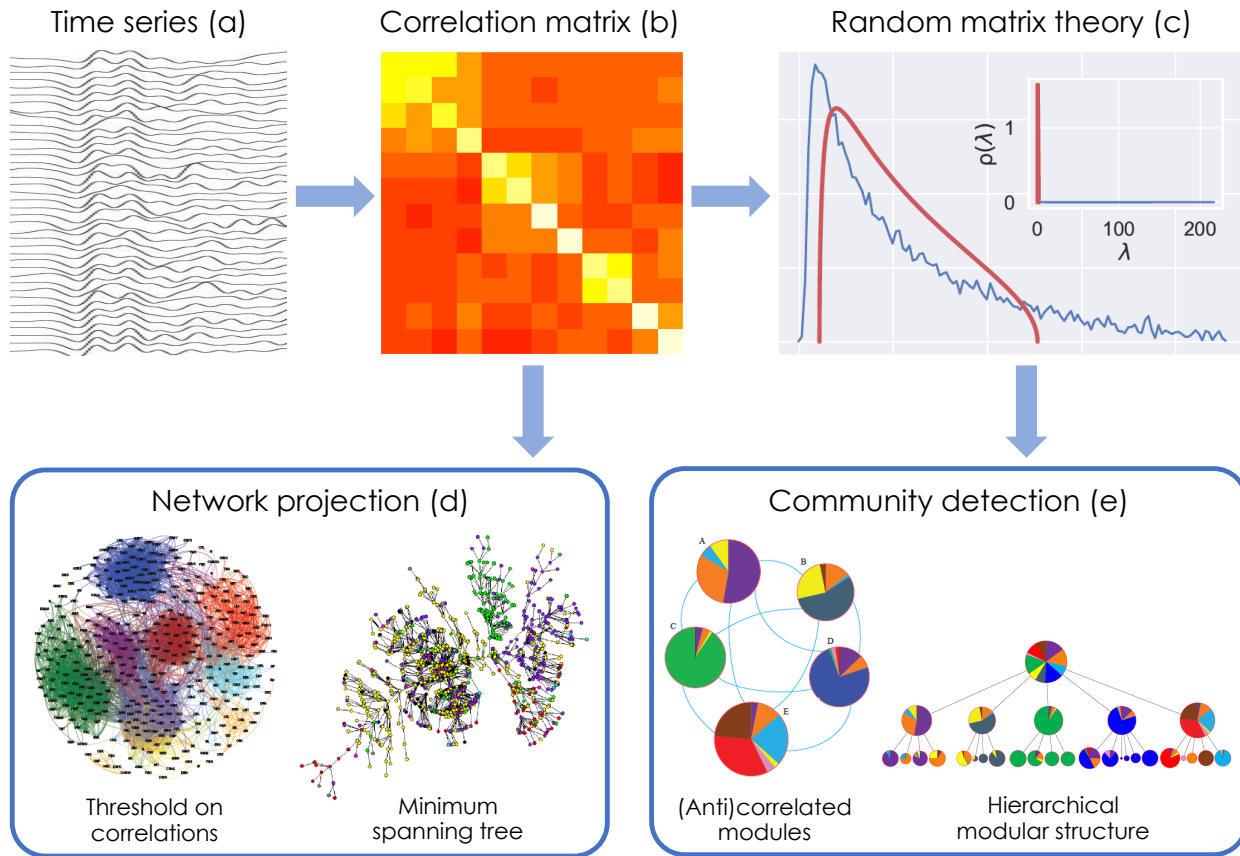 Time series (a)
Correlation matrix (b)
Random matrix theory (c)
1
0
ρ(λ)
0
100
200
λ
Network projection (d)
Threshold on
correlations
Minimum
spanning tree
Community detection (e)
A
B
C
D
E
(Anti)correlated
modules
Hierarchical
modular structure